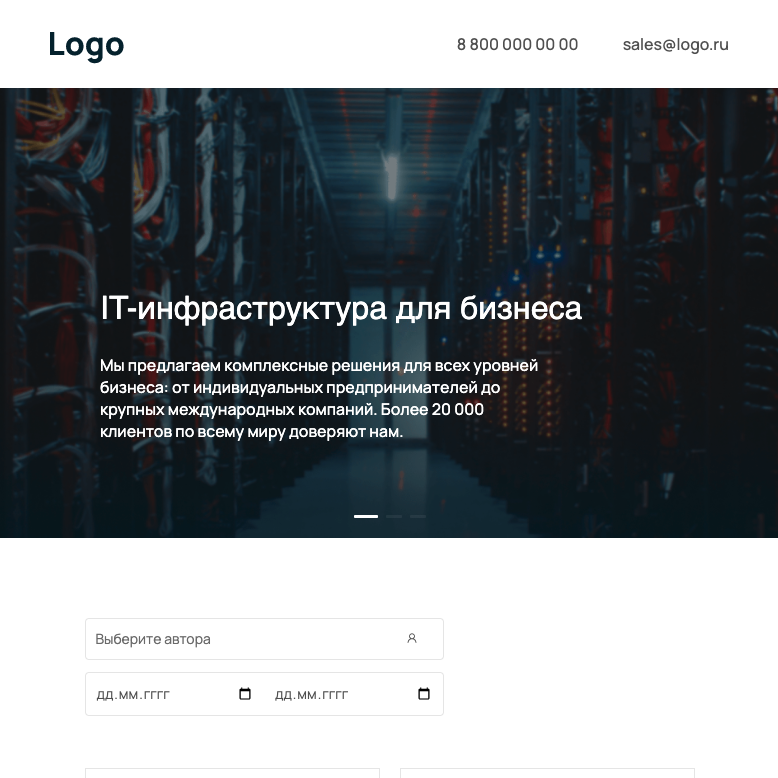 Logo
8 800 000 00 00
sales@logo.ru
IT-инфраструктура для бизнеса
Мы предлагаем комплексные решения для всех уровней
бизнеса: от индивидуальных предпринимателей до
крупных международных компаний. Более 20 000
клиентов по всему миру доверяют нам.
Выберите автора
дд.мм.гггг
дд.мм.гггг